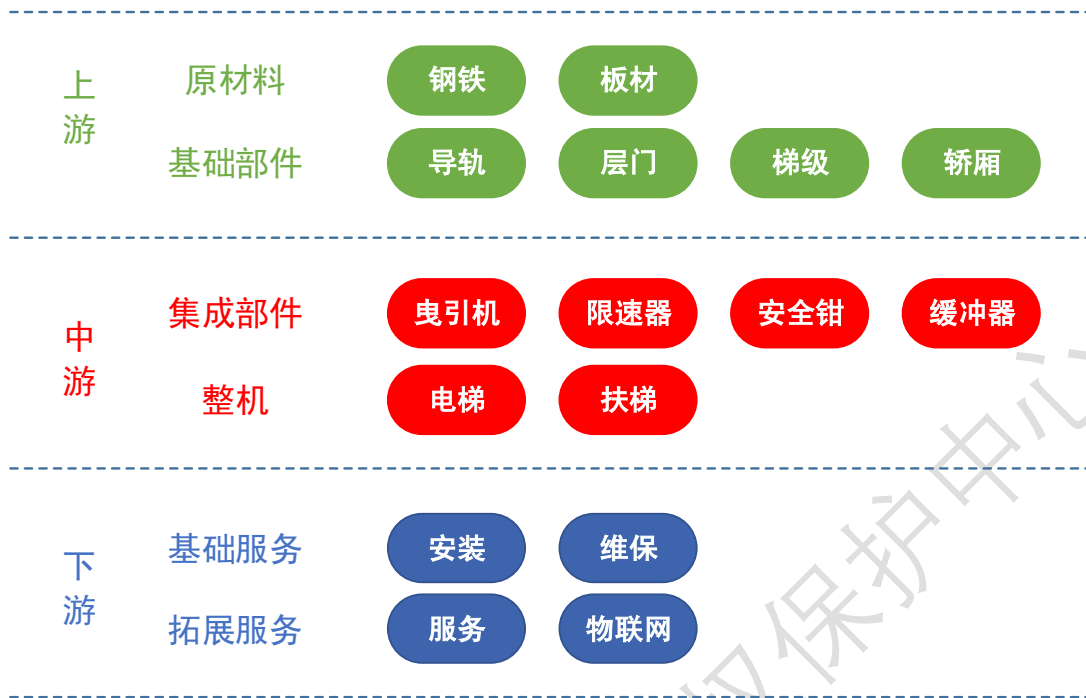 上游
原材料 钢铁 板材
基础部件 导轨 层门 梯级 轿厢
中游
集成部件 曳引机 限速器 安全钳 缓冲器
整机 电梯 扶梯
下游
基础服务 安装 维保
拓展服务 服务 物联网
权保护中心